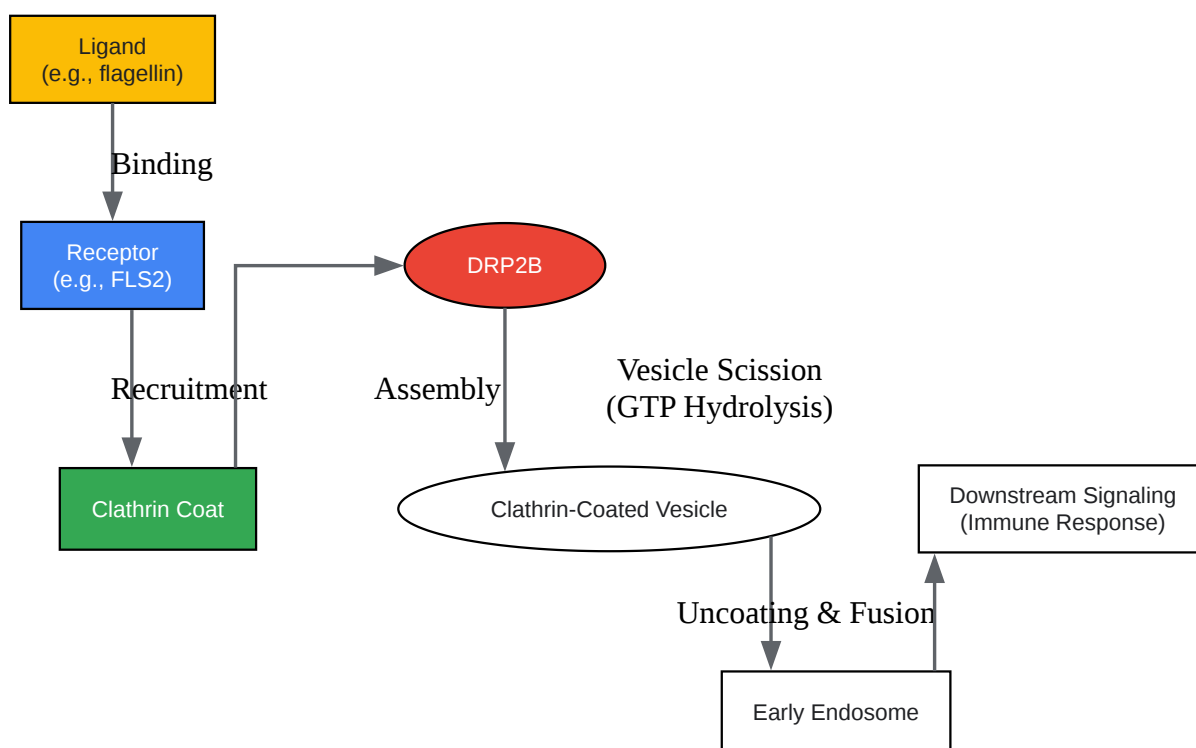 Ligand
(e.g., flagellin)
Binding
Receptor
(e.g., FLS2)
DRP2B
Recruitment
Assembly
Vesicle Scission
(GTP Hydrolysis)
Clathrin Coat
Clathrin-Coated Vesicle
Downstream Signaling
(Immune Response)
Uncoating & Fusion
Early Endosome